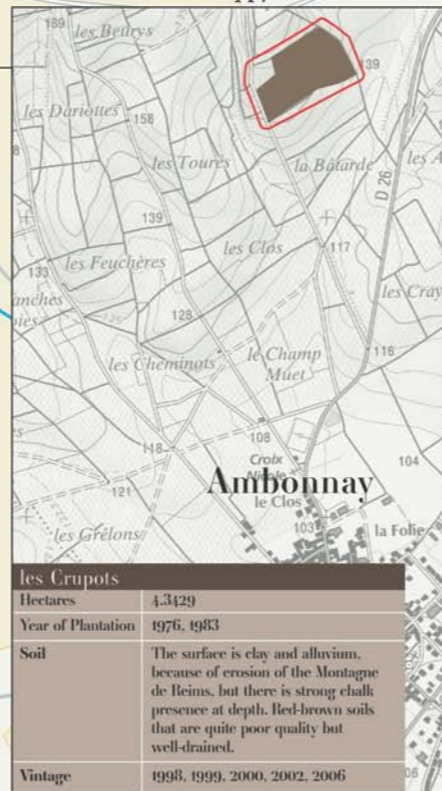 189
les Beurys
139
les Dariottes
158
les Toures
la Bâtarde
D 26
139
les Clos
117
133
les Feuchères
les Cray
128
les Cheminots
le Champ
Muet
116
118
108
Croix
104
121
Ambonnay
le Clos
103
la Folie
les Grêlons
les Crupots
Hectares 4.3429
Year of Plantation 1976, 1983
Soil The surface is clay and alluvium,
because of erosion of the Montagne
de Reims, but there is strong chalk
presence at depth. Red-brown soils
that are quite poor quality but
well-drained.
Vintage 1998, 1999, 2000, 2002, 2006